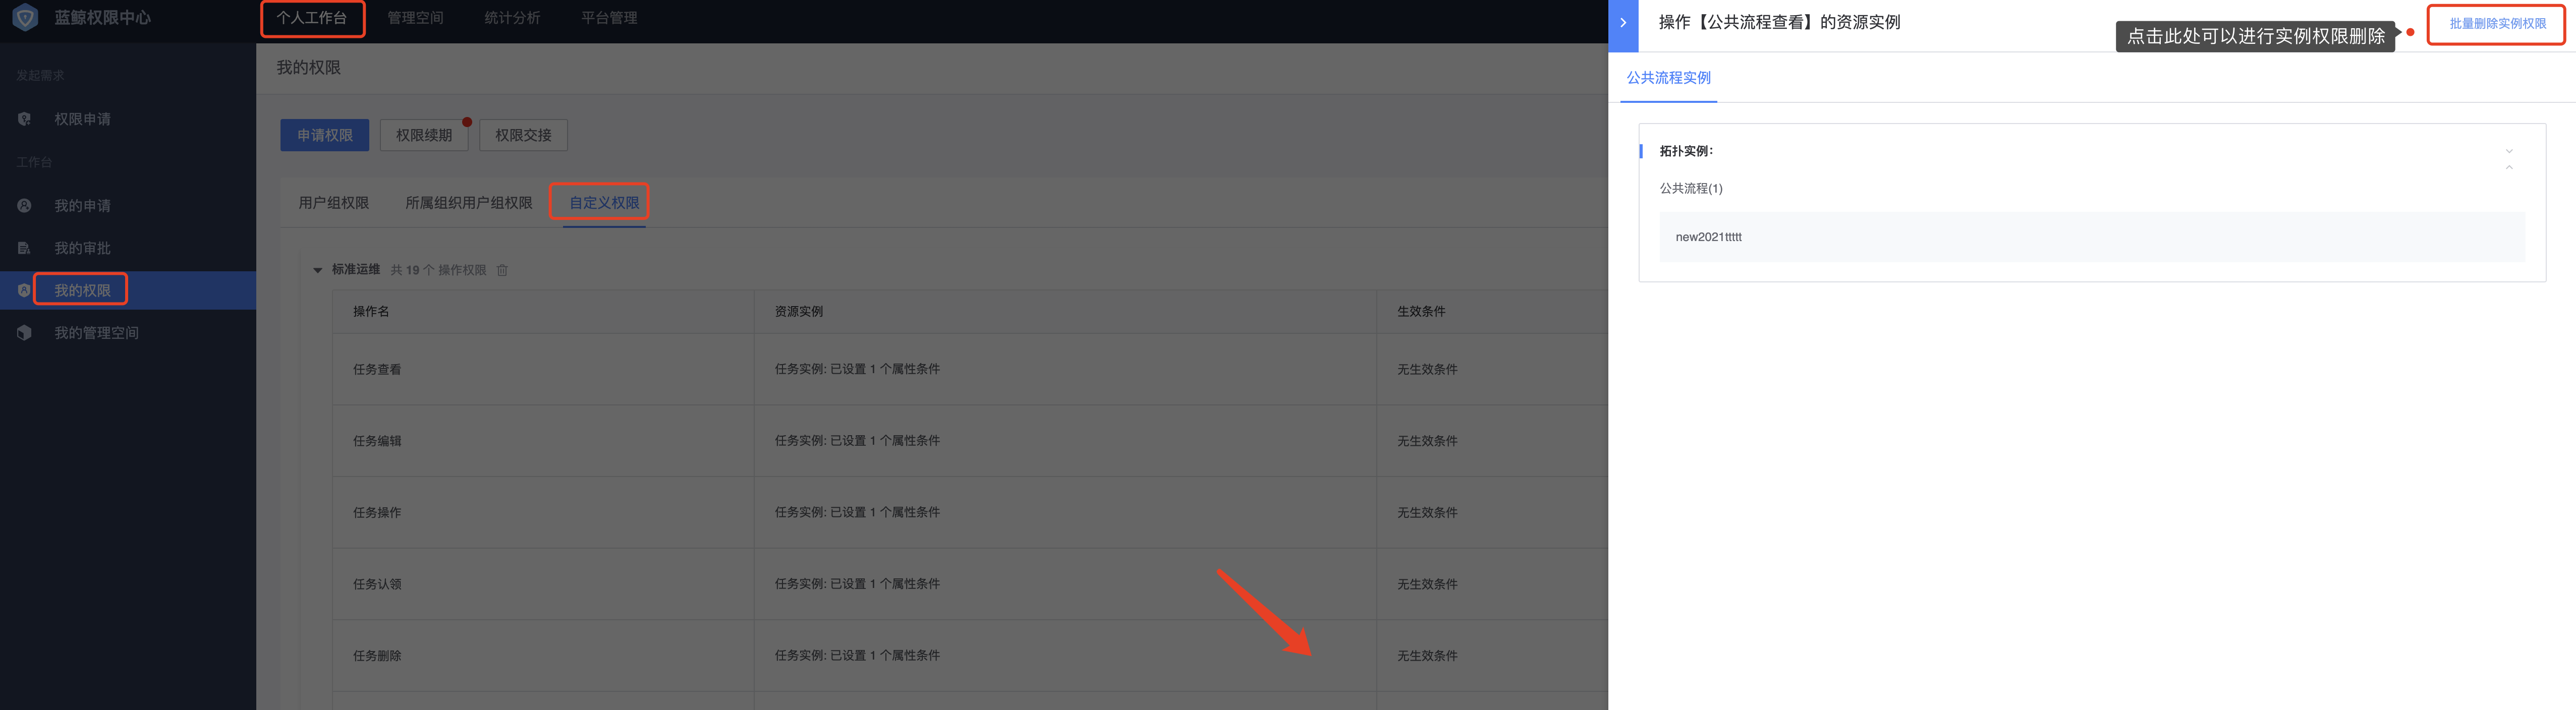 蓝鲸权限中心
个人工作台
管理空间
统计分析
平台管理
发起需求
权限申请
工作台
我的申请
我的审批
我的权限
我的管理空间
我的权限
申请权限
权限续期
权限交接
用户组权限
所属组织用户组权限
自定义权限
标准运维 共 19 个 操作权限
操作名 资源实例 生效条件
任务查看 任务实例: 已设置 1 个属性条件 无生效条件
任务编辑 任务实例: 已设置 1 个属性条件 无生效条件
任务操作 任务实例: 已设置 1 个属性条件 无生效条件
任务认领 任务实例: 已设置 1 个属性条件 无生效条件
任务删除 任务实例: 已设置 1 个属性条件 无生效条件
操作【公共流程查看】的资源实例
点击此处可以进行实例权限删除
批量删除实例权限
公共流程实例
拓扑实例：
公共流程(1)
new2021ttttt